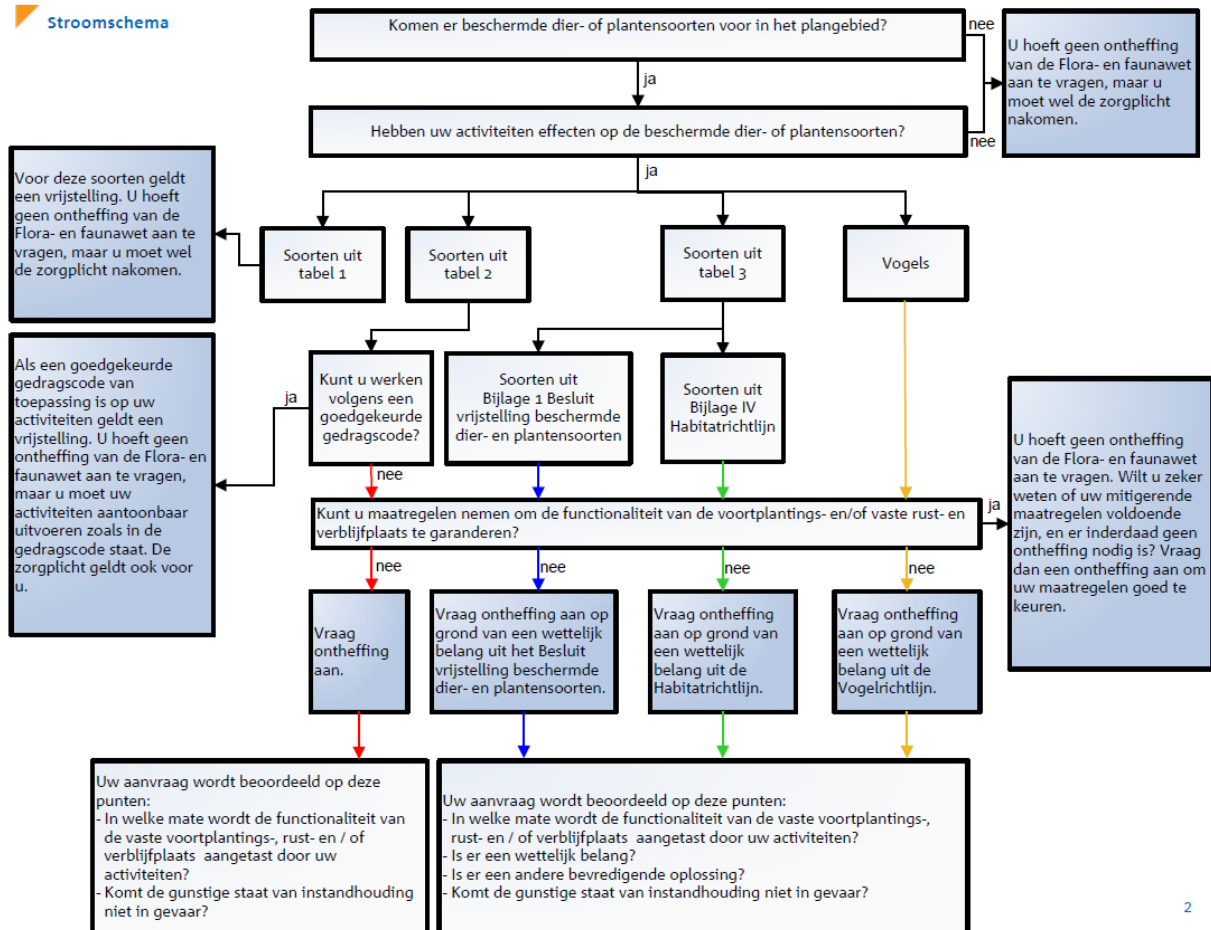 Stroomschema
Komen er beschermde dier- of plantensoorten voor in het plangebied?
nee
U hoeft geen ontheffing
van de Flora- en faunawet
aan te vragen, maar u
moet wel de zorgplicht
nakomen.
ja
Hebben uw activiteiten effecten op de beschermde dier- of plantensoorten?
nee
ja
Voor deze soorten geldt
een vrijstelling. U hoeft
geen ontheffing van de
Flora- en faunawet aan te
vragen, maar u moet wel
de zorgplicht nakomen.
Soorten uit
tabel 1
Soorten uit
tabel 2
Soorten uit
tabel 3
Vogels
Als een goedgekeurde
gedragscode van
toepassing is op uw
activiteiten geldt een
vrijstelling. U hoeft geen
ontheffing van de Flora- en
faunawet aan te vragen,
maar u moet uw
activiteiten aantoonbaar
uitvoeren zoals in de
gedragscode staat. De
zorgplicht geldt ook voor
u.
ja
Kunt u werken
volgens een
goedgekeurde
gedragscode?
Soorten uit
Bijlage 1 Besluit
vrijstelling beschermde
dier- en plantensoorten
Soorten uit
Bijlage IV
Habitatrichtlijn
nee
Kunt u maatregelen nemen om de functionaliteit van de voortplantings- en/of vaste rust- en
verblijfplaats te garanderen?
ja
U hoeft geen ontheffing
van de Flora- en faunawet
aan te vragen. Wilt u zeker
weten of uw mitigerende
maatregelen voldoende
zijn, en er inderdaad geen
ontheffing nodig is? Vraag
dan een ontheffing aan om
uw maatregelen goed te
keuren.
nee
nee
nee
nee
Vraag
ontheffing
aan.
Vraag ontheffing aan op
grond van een wettelijk
belang uit het Besluit
vrijstelling beschermde
dier- en plantensoorten.
Vraag ontheffing
aan op grond van
een wettelijk
belang uit de
Habitatrichtlijn.
Vraag ontheffing
aan op grond van
een wettelijk
belang uit de
Vogelrichtlijn.
Uw aanvraag wordt beoordeeld op deze
punten:
- In welke mate wordt de functionaliteit van
de vaste voortplantings-, rust- en / of
verblijfplaats aangetast door uw
activiteiten?
- Komt de gunstige staat van instandhouding
niet in gevaar?
Uw aanvraag wordt beoordeeld op deze punten:
- In welke mate wordt de functionaliteit van de vaste voortplantings-,
rust- en / of verblijfplaats aangetast door uw activiteiten?
- Is er een wettelijk belang?
- Is er een andere bevredigende oplossing?
- Komt de gunstige staat van instandhouding niet in gevaar?
2